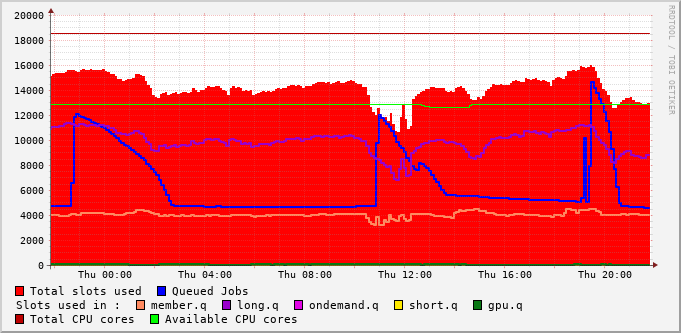 20000
18000
16000
14000
12000
10000
8000
6000
4000
2000
0
Thu 00:00 Thu 04:00 Thu 08:00 Thu 12:00 Thu 16:00 Thu 20:00
RRDTOOL / TOBI OETIKER
Total slots used Queued Jobs
Slots used in : member.q long.q ondemand.q short.q gpu.q
Total CPU cores Available CPU cores